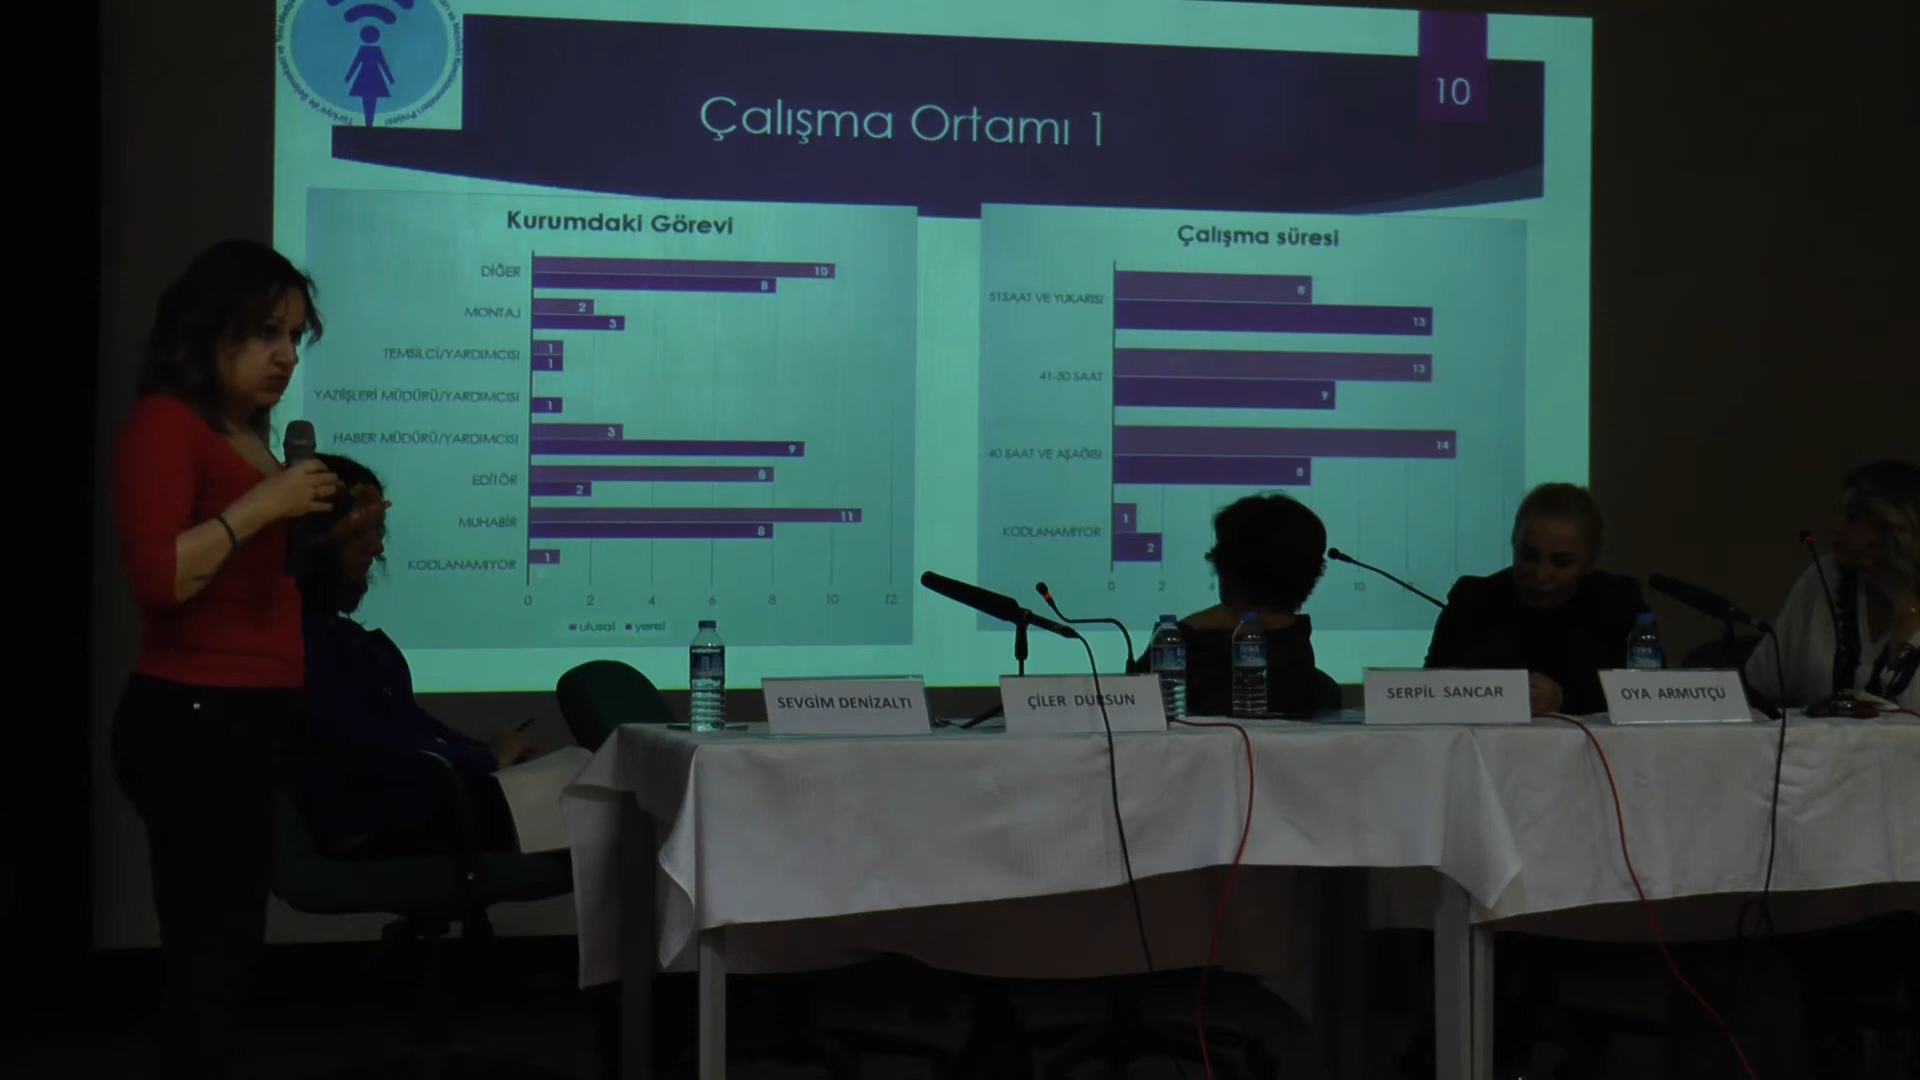 10
Çalışma Ortamı 1
Kurumdaki Görevi
DİĞER
10
8
MONTAJ
2
3
TEMSİLCİ/YARDIMCISI
1
1
YAZIİŞLERİ MÜDÜRÜ/YARDIMCISI
1
HABER MÜDÜRÜ/YARDIMCISI
3
9
EDİTÖR
8
2
MUHABİR
11
8
KODLANAMIYOR
1
0 2 4 6 8 10 12
ulusal yerel
Çalışma süresi
51SAAT VE YUKARISI
8
13
41-50 SAAT
13
9
40 SAAT VE AŞAĞISI
14
8
KODLANAMIYOR
1
2
0 2 4 10
SEVGİM DENİZALTI
ÇİLER DURSUN
SERPİL SANCAR
OYA ARMUTÇU